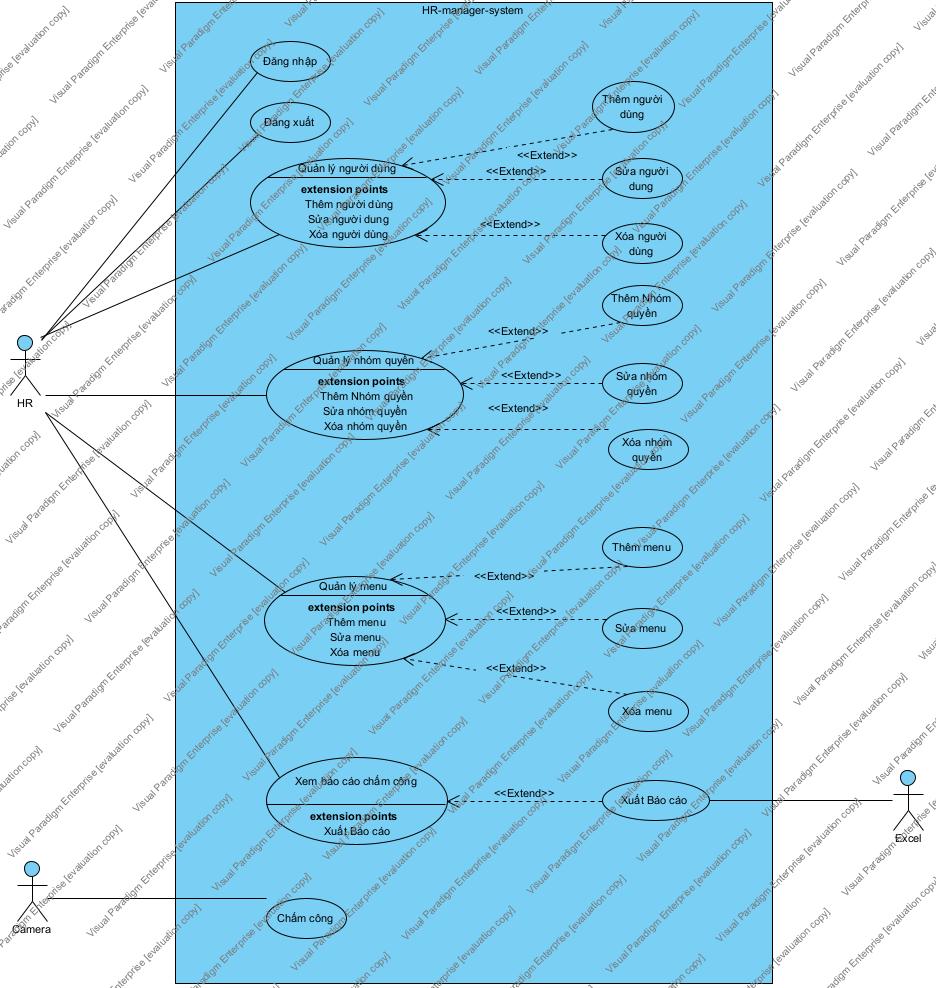 HR-manager-system
Đăng nhập
Đăng xuất
Quản lý người dùng
extension points
Thêm người dùng
Sửa người dung
Xóa người dùng
Thêm người
dùng
<<Extend>>
<<Extend>>
Sửa người
dung
<<Extend>>
Xóa người
dùng
Thêm Nhóm
quyền
<<Extend>>
Quản lý nhóm quyền
extension points
Thêm Nhóm quyền
Sửa nhóm quyền
Xóa nhóm quyền
<<Extend>>
Sửa nhóm
quyền
<<Extend>>
Xóa nhóm
quyền
HR
Thêm menu
<<Extend>>
Quản lý menu
extension points
Thêm menu
Sửa menu
Xóa menu
<<Extend>>
Sửa menu
<<Extend>>
Xóa menu
Xem báo cáo chấm công
extension points
Xuất Báo cáo
<<Extend>>
Xuất Báo cáo
Excel
Camera
Chấm công
Visual Paradigm Enterprise [evaluation copy]